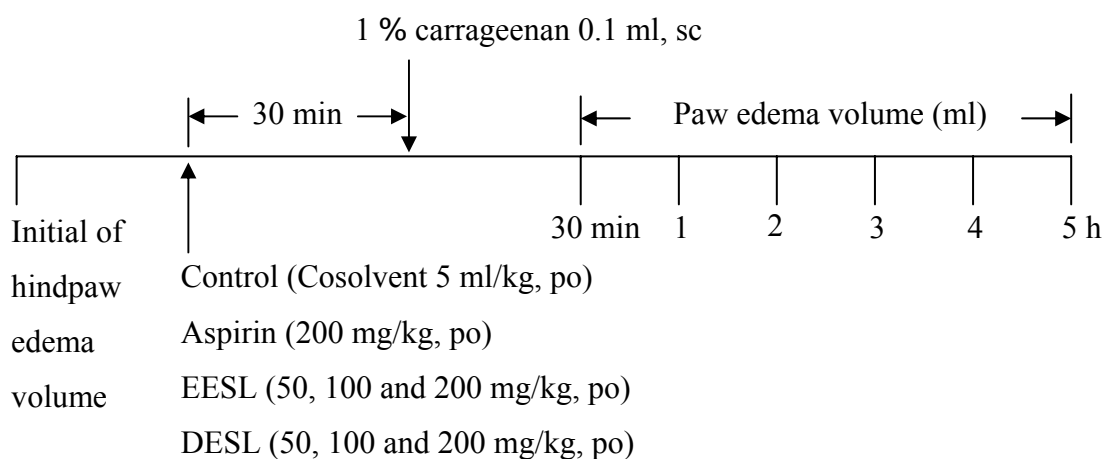 1 % carrageenan 0.1 ml, sc
30 min
Paw edema volume (ml)
30 min 1 2 3 4 5 h
Initial of
hindpaw
edema
volume
Control (Cosolvent 5 ml/kg, po)
Aspirin (200 mg/kg, po)
EESL (50, 100 and 200 mg/kg, po)
DESL (50, 100 and 200 mg/kg, po)